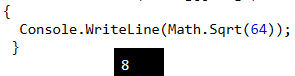 {
Console.WriteLine(Math.Sqrt(64));
}
8